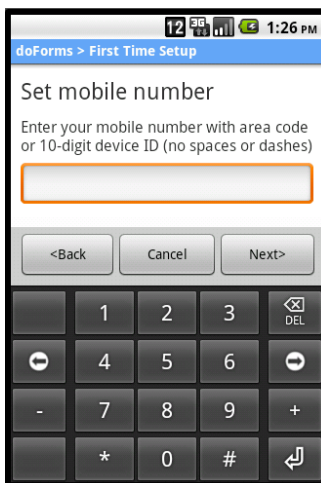 12 3G 1:26 PM
doForms > First Time Setup
Set mobile number
Enter your mobile number with area code
or 10-digit device ID (no spaces or dashes)
<Back Cancel Next>
1 2 3 DEL
4 5 6
- 7 8 9 +
* 0 #